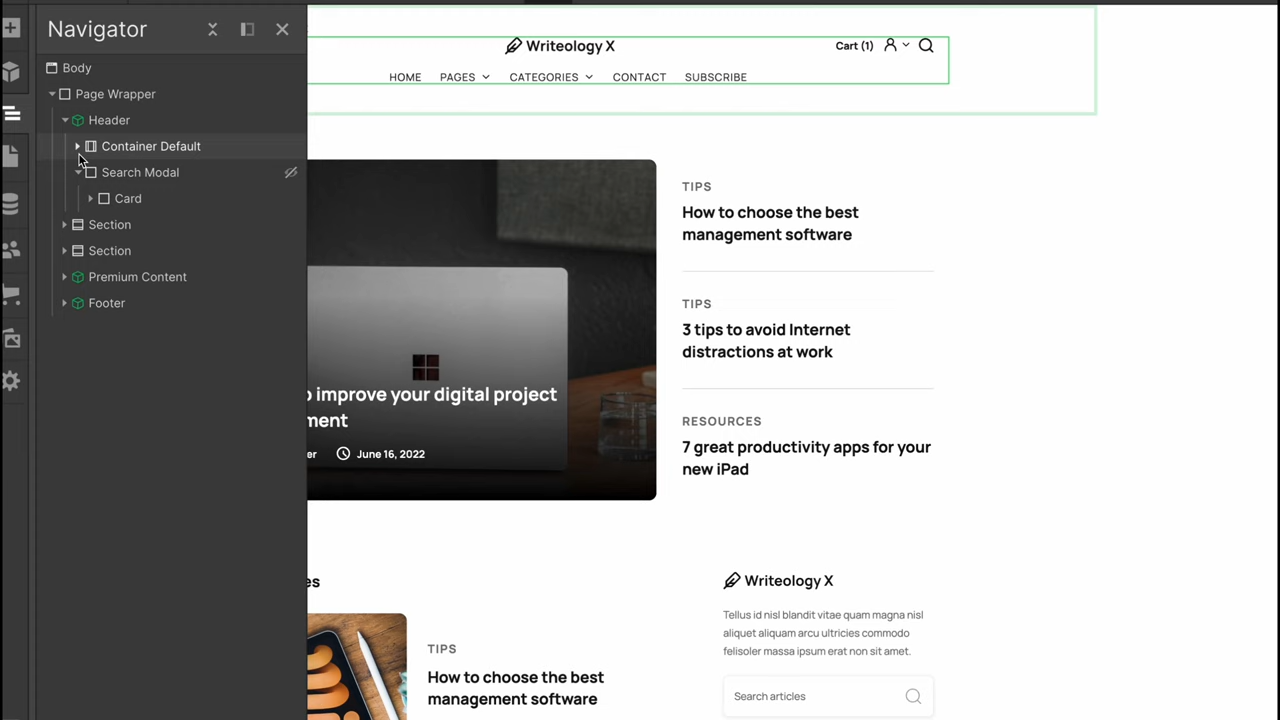 Navigator
Body
Page Wrapper
Header
Container Default
Search Modal
Card
Section
Section
Premium Content
Footer
Writeology X
Cart (1)
HOME
PAGES
CATEGORIES
CONTACT
SUBSCRIBE
improve your digital project
June 16, 2022
TIPS
How to choose the best
management software
TIPS
3 tips to avoid Internet
distractions at work
RESOURCES
7 great productivity apps for your
new iPad
TIPS
How to choose the best
management software
Writeology X
Tellus id nisl blandit vitae quam magna nisl
aliquet aliquam arcu ultricies commodo
felisoler massa ipsum erat non sit amet.
Search articles